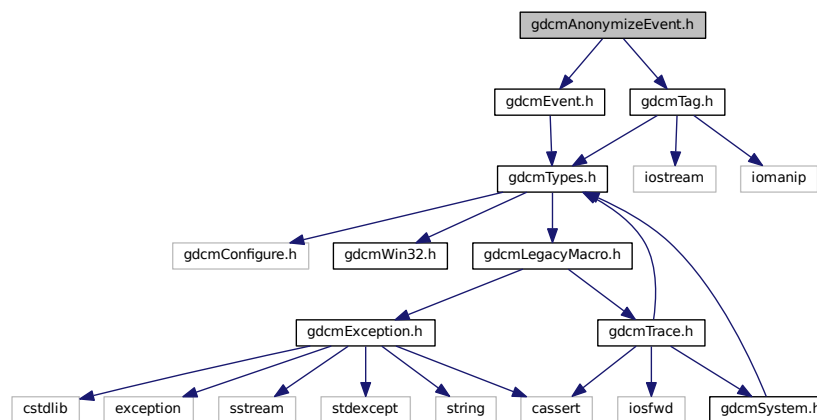 gdcmAnonymizeEvent.h
gdcmEvent.h
gdcmTag.h
gdcmTypes.h
iostream
iomanip
gdcmConfigure.h
gdcmWin32.h
gdcmLegacyMacro.h
gdcmException.h
gdcmTrace.h
cstdlib
exception
sstream
stdexcept
string
cassert
iosfwd
gdcmSystem.h